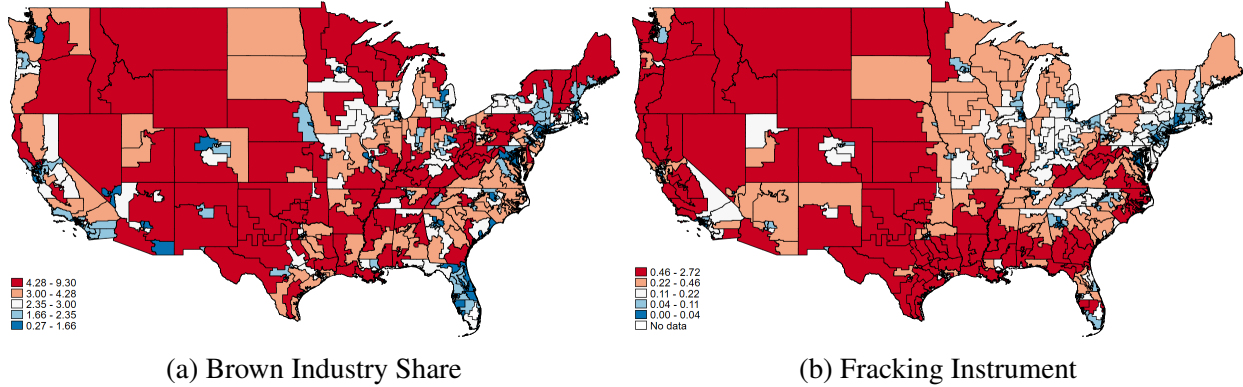 4.28 - 9.30
3.00 - 4.28
2.35 - 3.00
1.66 - 2.35
0.27 - 1.66
0.46 - 2.72
0.22 - 0.46
0.11 - 0.22
0.04 - 0.11
0.00 - 0.04
No data
(a) Brown Industry Share
(b) Fracking Instrument